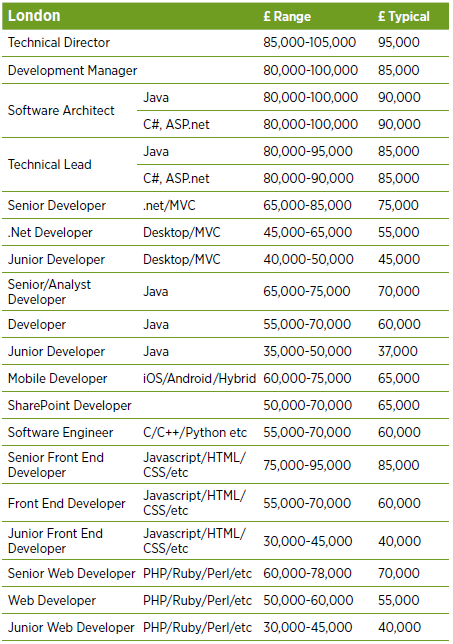 London £ Range £ Typical
Technical Director 85,000-105,000 95,000
Development Manager 80,000-100,000 85,000
Software Architect Java 80,000-100,000 90,000
C#, ASP.net 80,000-100,000 90,000
Technical Lead Java 80,000-95,000 85,000
C#, ASP.net 80,000-90,000 85,000
Senior Developer .net/MVC 65,000-85,000 75,000
.Net Developer Desktop/MVC 45,000-65,000 55,000
Junior Developer Desktop/MVC 40,000-50,000 45,000
Senior/Analyst
Developer Java 65,000-75,000 70,000
Developer Java 55,000-70,000 60,000
Junior Developer Java 35,000-50,000 37,000
Mobile Developer iOS/Android/Hybrid 60,000-75,000 65,000
SharePoint Developer 50,000-70,000 65,000
Software Engineer C/C++/Python etc 55,000-70,000 60,000
Senior Front End Javascript/HTML/
Developer CSS/etc 75,000-95,000 85,000
Front End Developer Javascript/HTML/
CSS/etc 55,000-70,000 60,000
Junior Front End Javascript/HTML/
Developer CSS/etc 30,000-45,000 40,000
Senior Web Developer PHP/Ruby/Perl/etc 60,000-78,000 70,000
Web Developer PHP/Ruby/Perl/etc 50,000-60,000 55,000
Junior Web Developer PHP/Ruby/Perl/etc 30,000-45,000 40,000